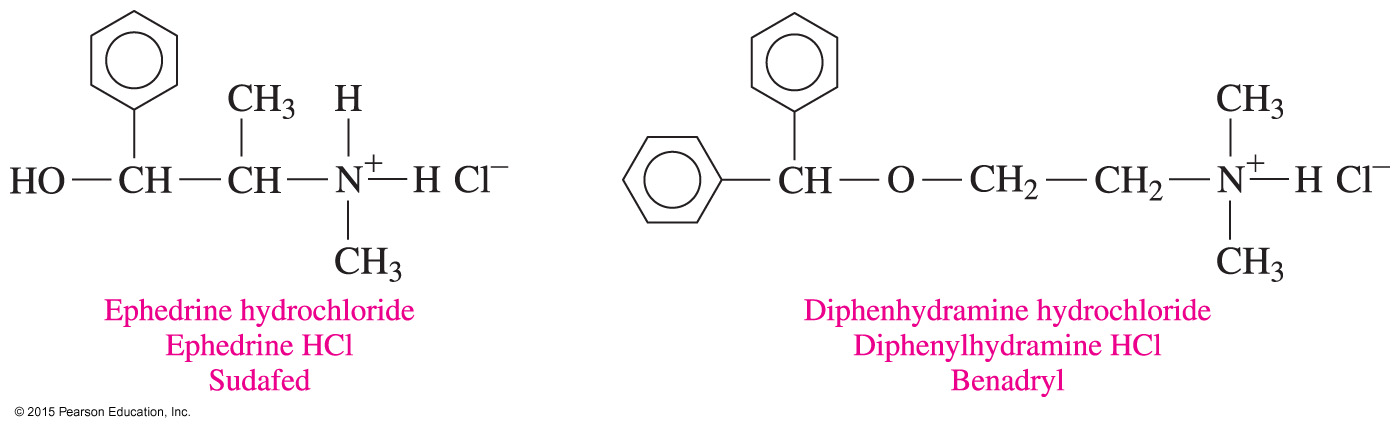 CH₃ H
HO CH CH N⁺ H Cl⁻
CH₃
Ephedrine hydrochloride
Ephedrine HCl
Sudafed
CH₃
CH O CH₂ CH₂ N⁺ H Cl⁻
CH₃
Diphenhydramine hydrochloride
Diphenylhydramine HCl
Benadryl
© 2015 Pearson Education, Inc.